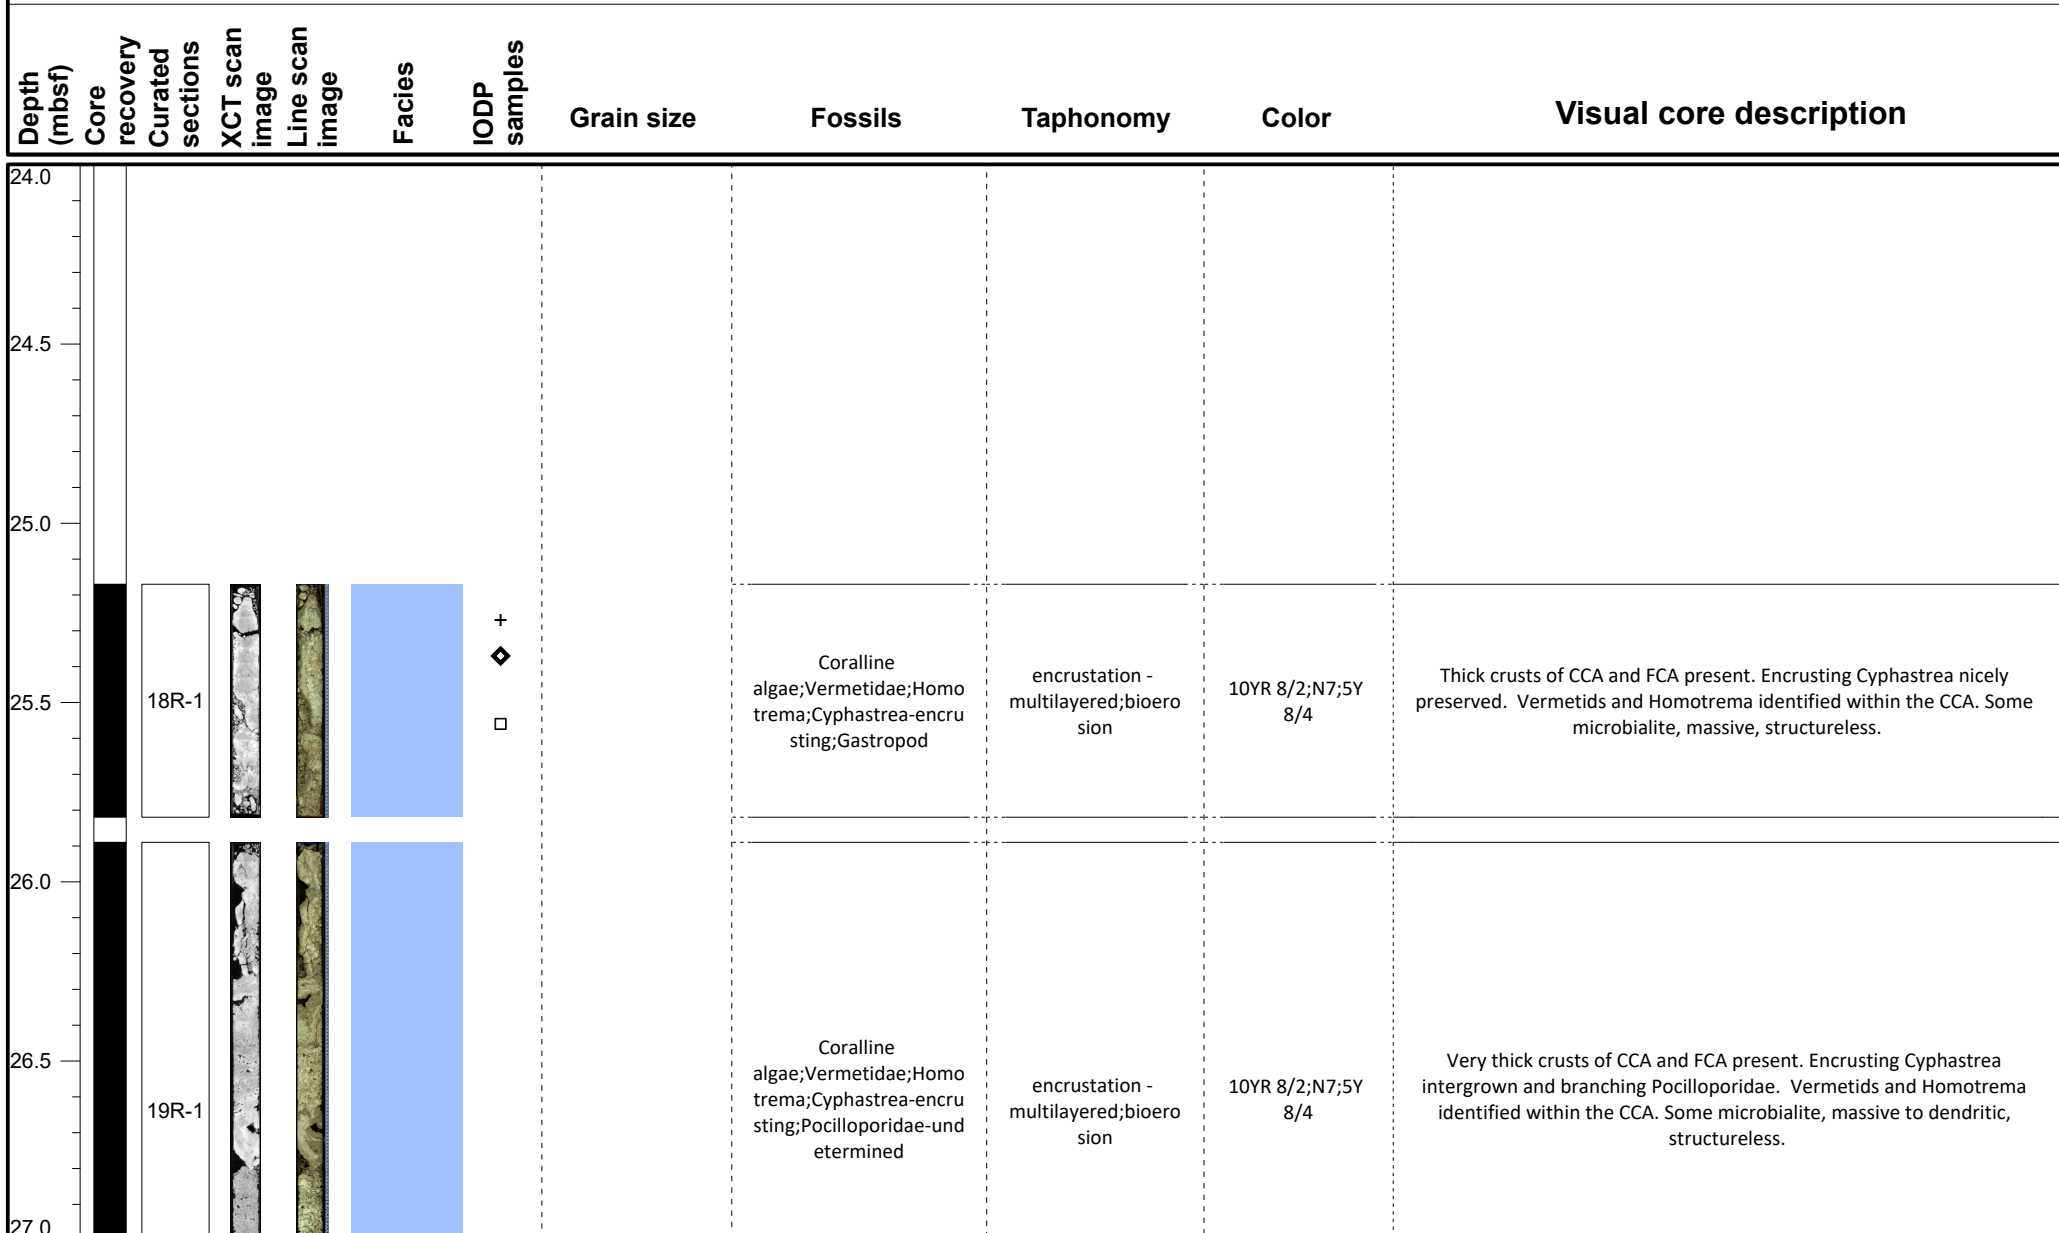 Depth
(mbsf)
Core
recovery
Curated
sections
XCT scan
image
Line scan
image
Facies
IODP
samples
Grain size
Fossils
Taphonomy
Color
Visual core description
24.0
24.5
25.0
25.5
18R-1
Coralline
algae;Vermetidae;Homo
trema;Cyphastrea-encru
sting;Gastropod
encrustation -
multilayered;bioero
sion
10YR 8/2;N7;5Y
8/4
Thick crusts of CCA and FCA present. Encrusting Cyphastrea nicely
preserved.  Vermetids and Homotrema identified within the CCA. Some
microbialite, massive, structureless.
26.0
26.5
19R-1
Coralline
algae;Vermetidae;Homo
trema;Cyphastrea-encru
sting;Pocilloporidae-und
etermined
encrustation -
multilayered;bioero
sion
10YR 8/2;N7;5Y
8/4
Very thick crusts of CCA and FCA present. Encrusting Cyphastrea
intergrown and branching Pocilloporidae.  Vermetids and Homotrema
identified within the CCA. Some microbialite, massive to dendritic,
structureless.
27.0